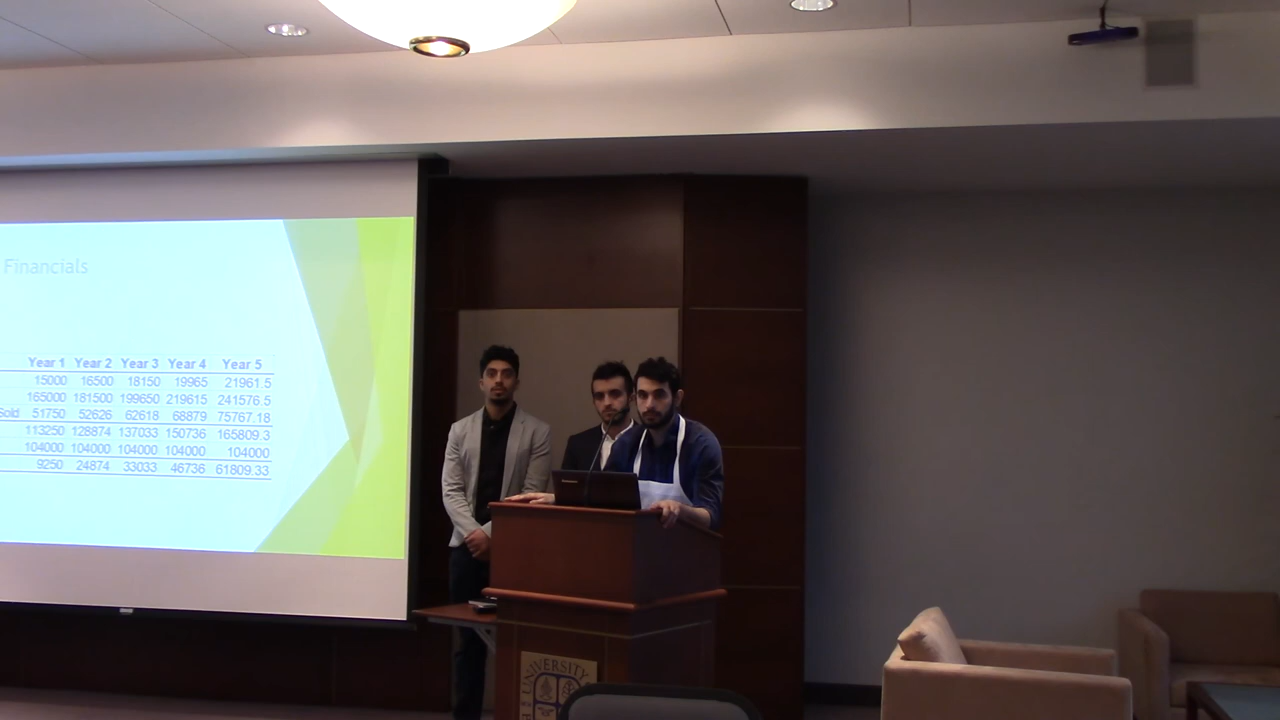 Financials
Year 1 Year 2 Year 3 Year 4 Year 5
15000 16500 18150 19965 21961.5
165000 181500 199650 219615 241576.5
Sold 51750 52626 62618 68879 75767.18
113250 128874 137033 150736 165809.3
104000 104000 104000 104000 104000
9250 24874 33033 46736 61809.33
UNIVERSITY